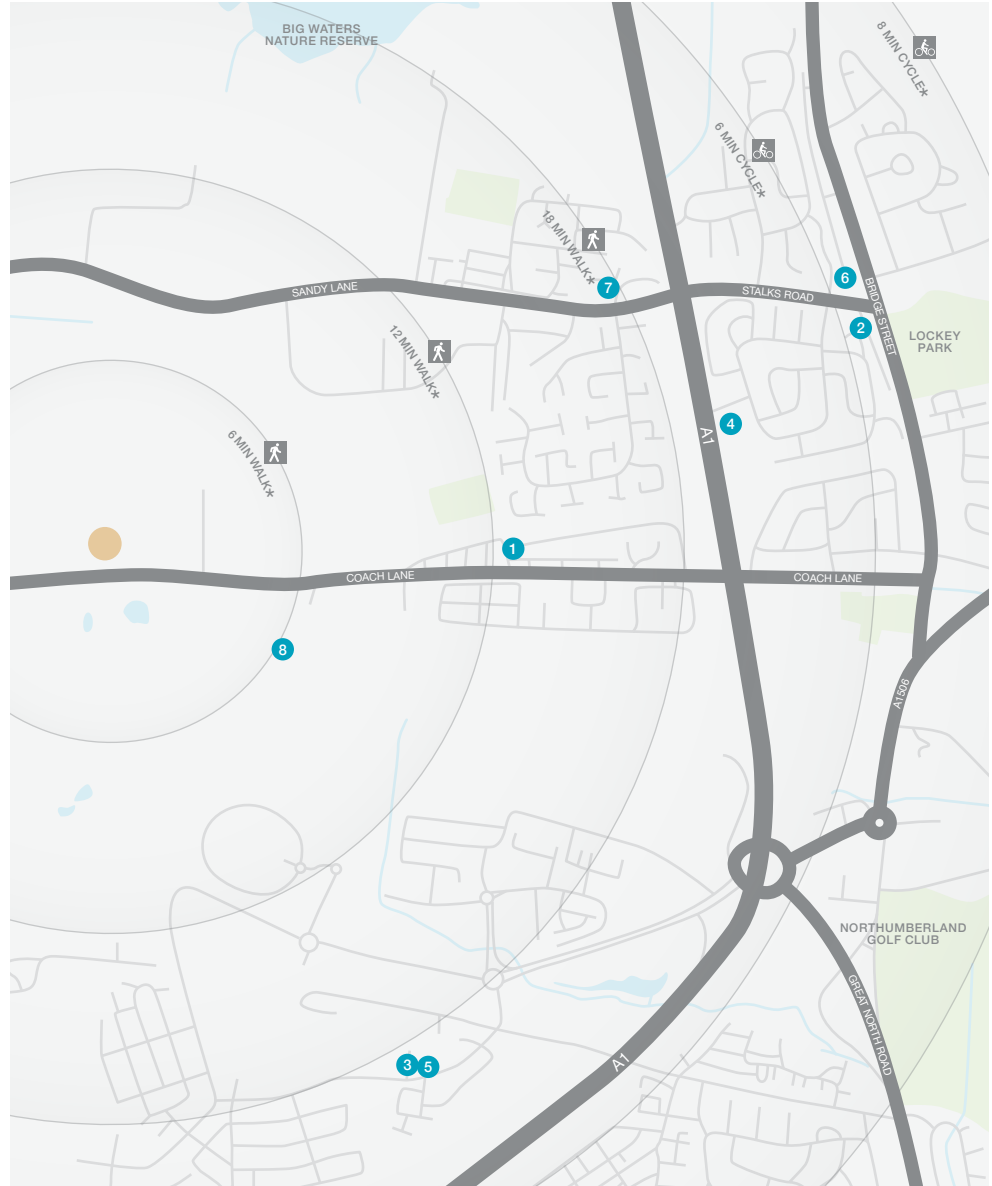 BIG WATERS
NATURE RESERVE
8 MIN CYCLE*
6 MIN CYCLE*
18 MIN WALK*
7
6
SANDY LANE
STALKS ROAD
BRIDGE STREET
2
LOCKEY
PARK
12 MIN WALK*
4
A1
6 MIN WALK*
1
COACH LANE
COACH LANE
8
A1506
NORTHUMBERLAND
GOLF CLUB
GREAT NORTH ROAD
3
5
A1